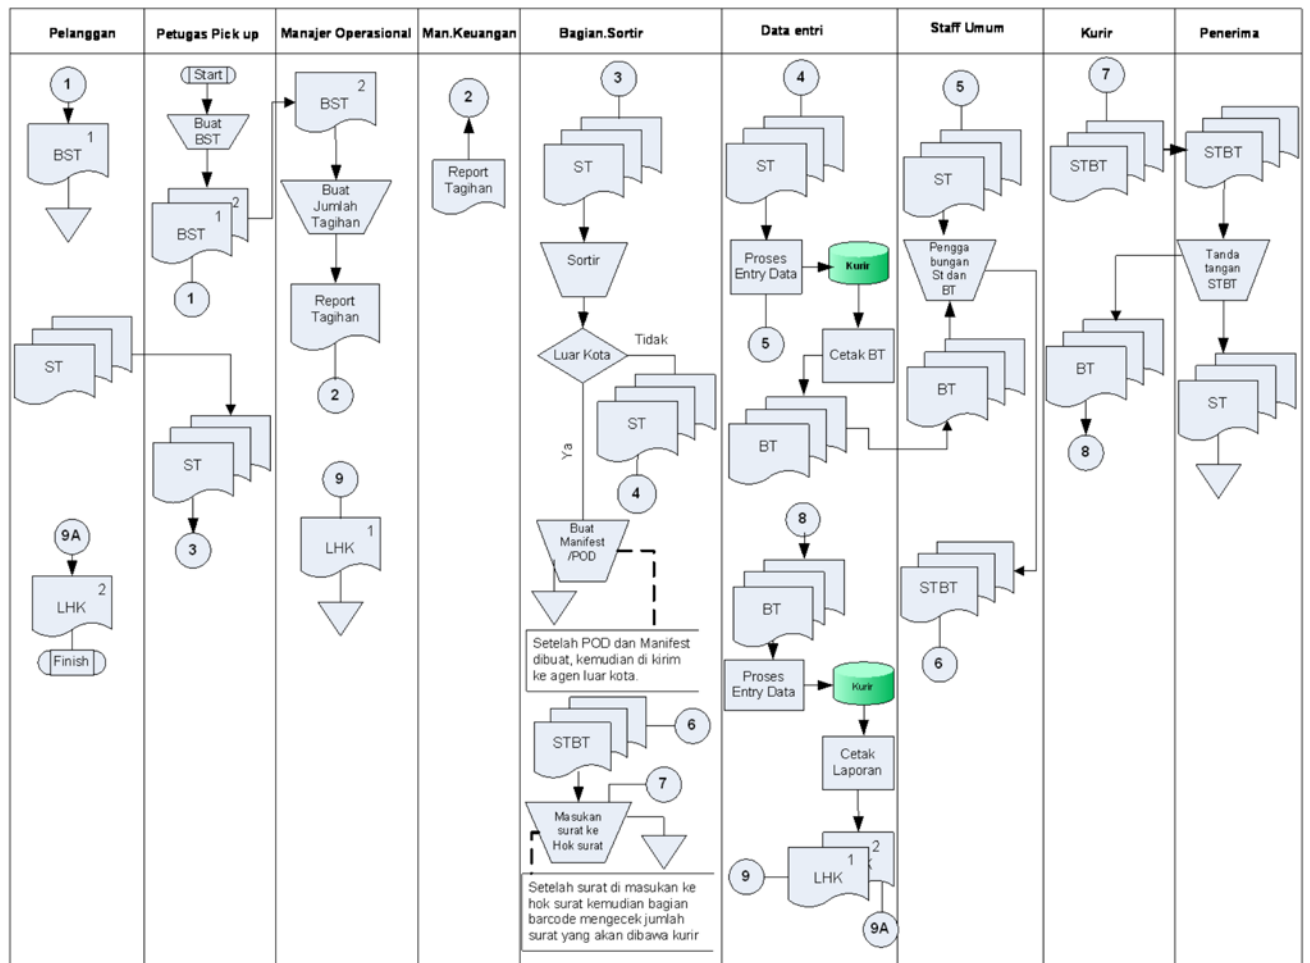 Pelanggan
Petugas Pick up
Manajer Operasional
Man.Keuangan
Bagian.Sortir
Data entri
Staff Umum
Kurir
Penerima
1
1
BST
ST
9A
2
LHK
Finish
Start
Buat
BST
2
1
BST
1
ST
3
2
BST
Buat
Jumlah
Tagihan
Report
Tagihan
2
9
1
LHK
2
Report
Tagihan
3
ST
Sortir
Luar Kota
Tidak
ST
4
Ya
Buat
Manifest
/POD
Setelah POD dan Manifest
dibuat, kemudian di kirim
ke agen luar kota.
STBT
6
7
Masukan
surat ke
Hok surat
Setelah surat di masukan ke
hok surat kemudian bagian
barcode mengecek jumlah
surat yang akan dibawa kurir
4
ST
Proses
Entry Data
Kurir
5
Cetak BT
BT
8
BT
Proses
Entry Data
Kurir
Cetak
Laporan
2
1
LHK
9
9A
5
ST
Pengga
bungan
St dan
BT
BT
STBT
6
7
STBT
BT
8
STBT
Tanda
tangan
STBT
ST